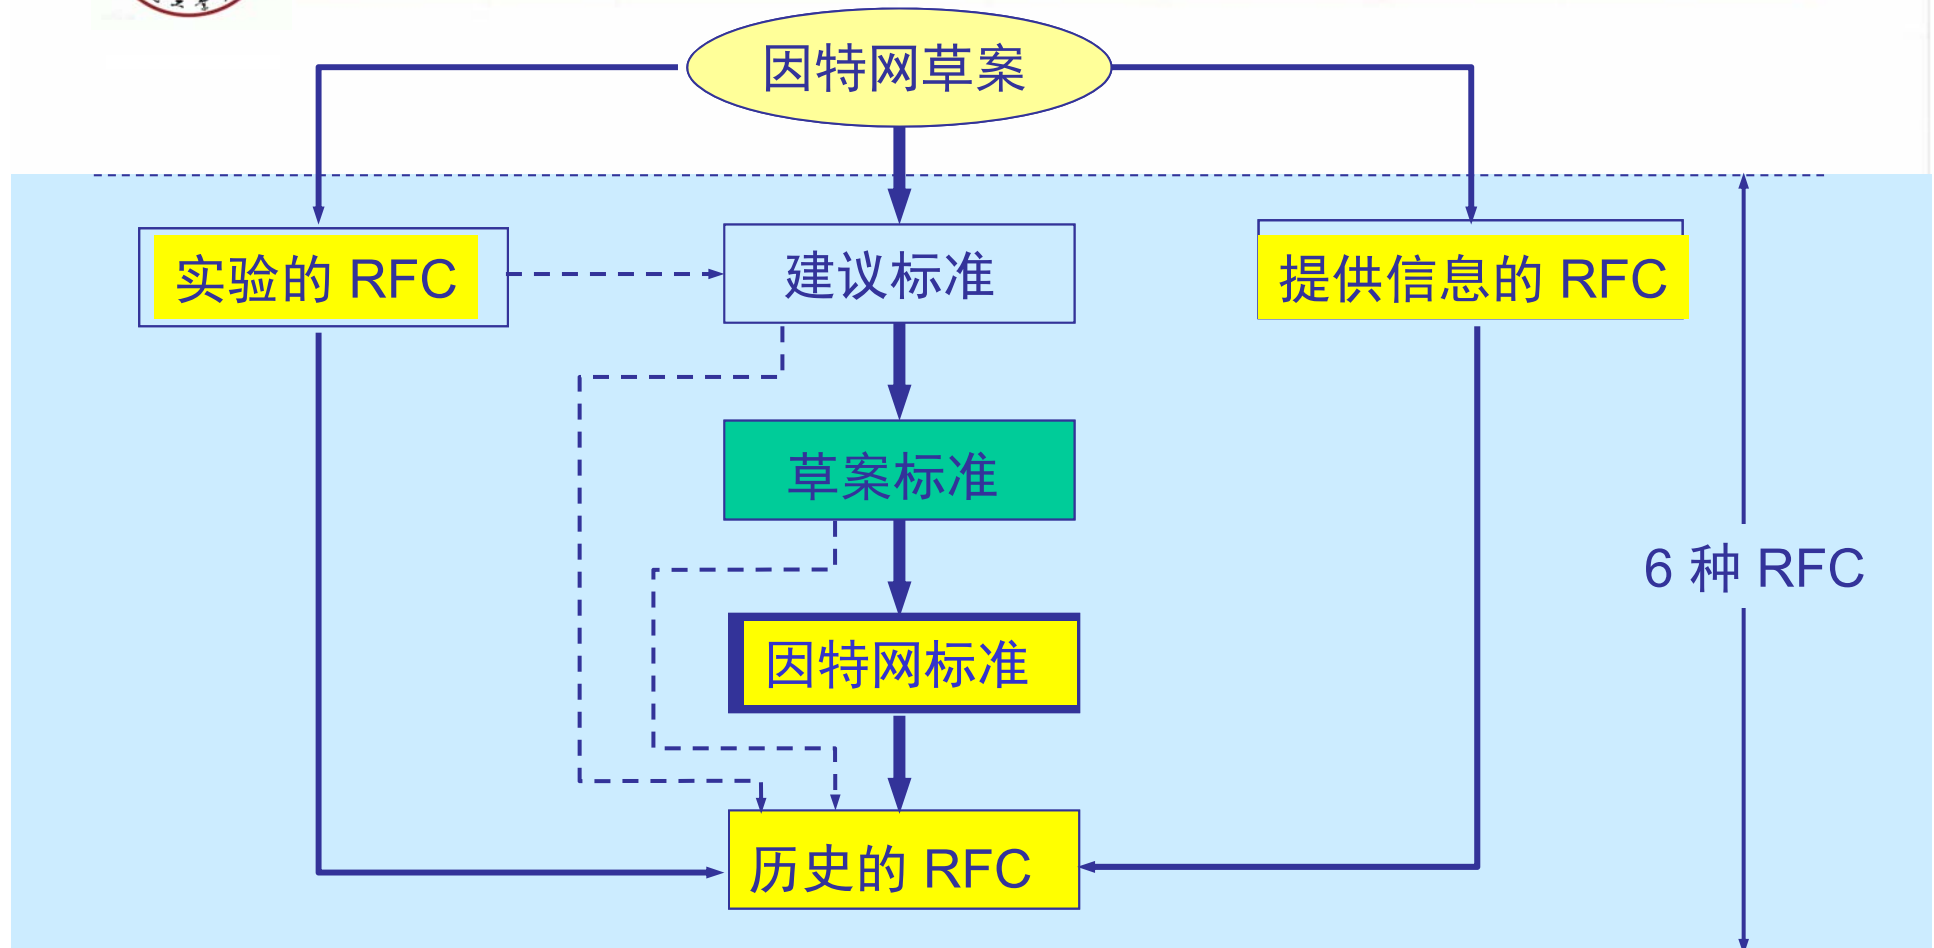 因特网草案
实验的 RFC
建议标准
提供信息的 RFC
草案标准
6 种 RFC
因特网标准
历史的 RFC